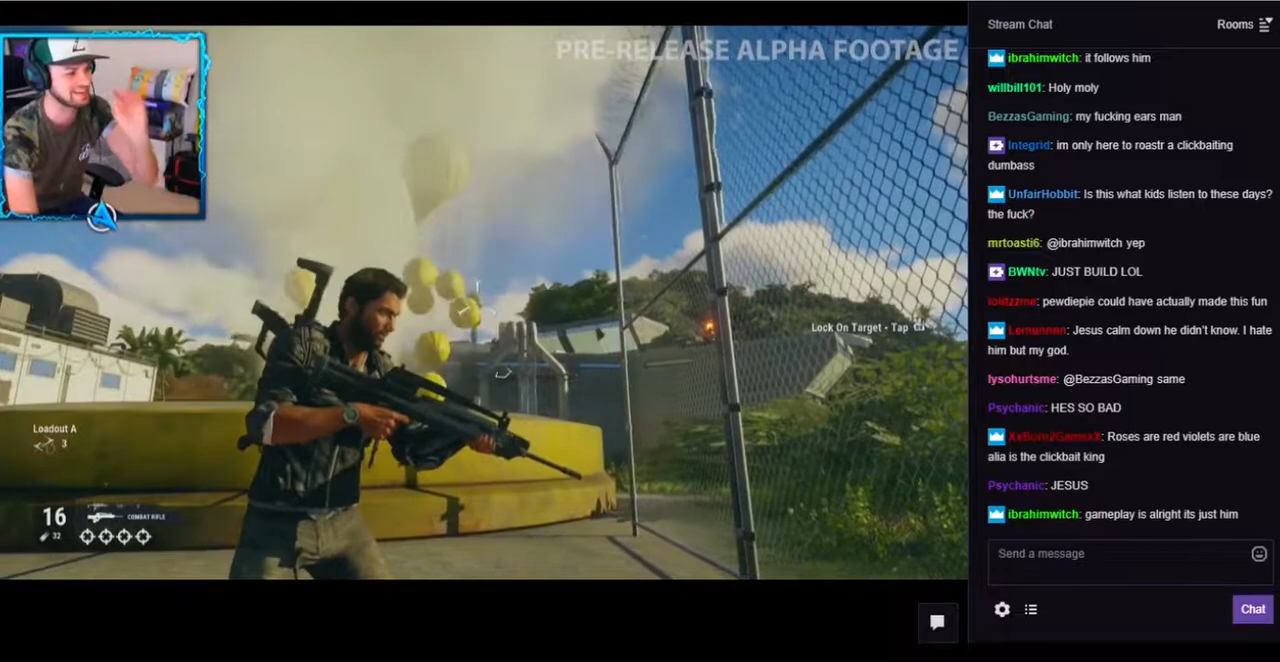 PRE-RELEASE ALPHA FOOTAGE
Lock On Target - Tap
Loadout A
3
16
COMBAT RIFLE
32
Stream Chat
Rooms
ibrahimwitch: it follows him
willbill101: Holy moly
BezzasGaming: my fucking ears man
Integrid: im only here to roastr a clickbaiting
dumbass
UnfairHobbit: Is this what kids listen to these days?
the fuck?
mrtoasti6: @ibrahimwitch yep
BWNtv: JUST BUILD LOL
lolitzzme: pewdiepie could have actually made this fun
Lemunnnn: Jesus calm down he didn't know. I hate
him but my god.
lysohurtsme: @BezzasGaming same
Psychanic: HES SO BAD
: Roses are red violets are blue
alia is the clickbait king
Psychanic: JESUS
ibrahimwitch: gameplay is alright its just him
Send a message
Chat